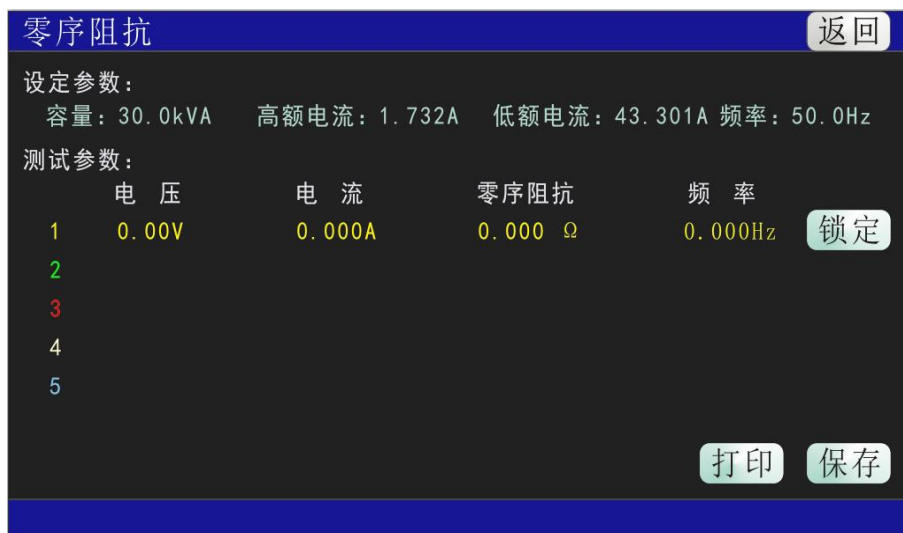 零序阻抗 返回
设定参数：
容量：30.0kVA 高额电流：1.732A 低额电流：43.301A 频率：50.0Hz
测试参数：
电 压 电 流 零序阻抗 频 率
1 0.00V 0.000A 0.000 Ω 0.000Hz 锁定
2
3
4
5
打印 保存